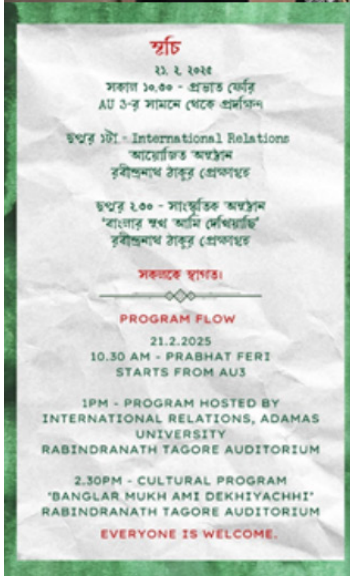 সূচি
২১. ২. ২০২৫
সকাল ১০.৩০ - প্রভাত ফেরি
AU 3-র সামনে থেকে প্রদক্ষিণ
দুপুর ১টা - International Relations
আয়োজিত অনুষ্ঠান
রবীন্দ্রনাথ ঠাকুর প্রেক্ষাগৃহ
দুপুর ২.৩০ - সাংস্কৃতিক অনুষ্ঠান
'বাংলার মুখ আমি দেখিয়াছি'
রবীন্দ্রনাথ ঠাকুর প্রেক্ষাগৃহ
সকলকে স্বাগত।
PROGRAM FLOW
21.2.2025
10.30 AM - PRABHAT FERI
STARTS FROM AU3
1PM - PROGRAM HOSTED BY
INTERNATIONAL RELATIONS, ADAMAS
UNIVERSITY
RABINDRANATH TAGORE AUDITORIUM
2.30PM - CULTURAL PROGRAM
'BANGLAR MUKH AMI DEKHIYACHHI'
RABINDRANATH TAGORE AUDITORIUM
EVERYONE IS WELCOME.